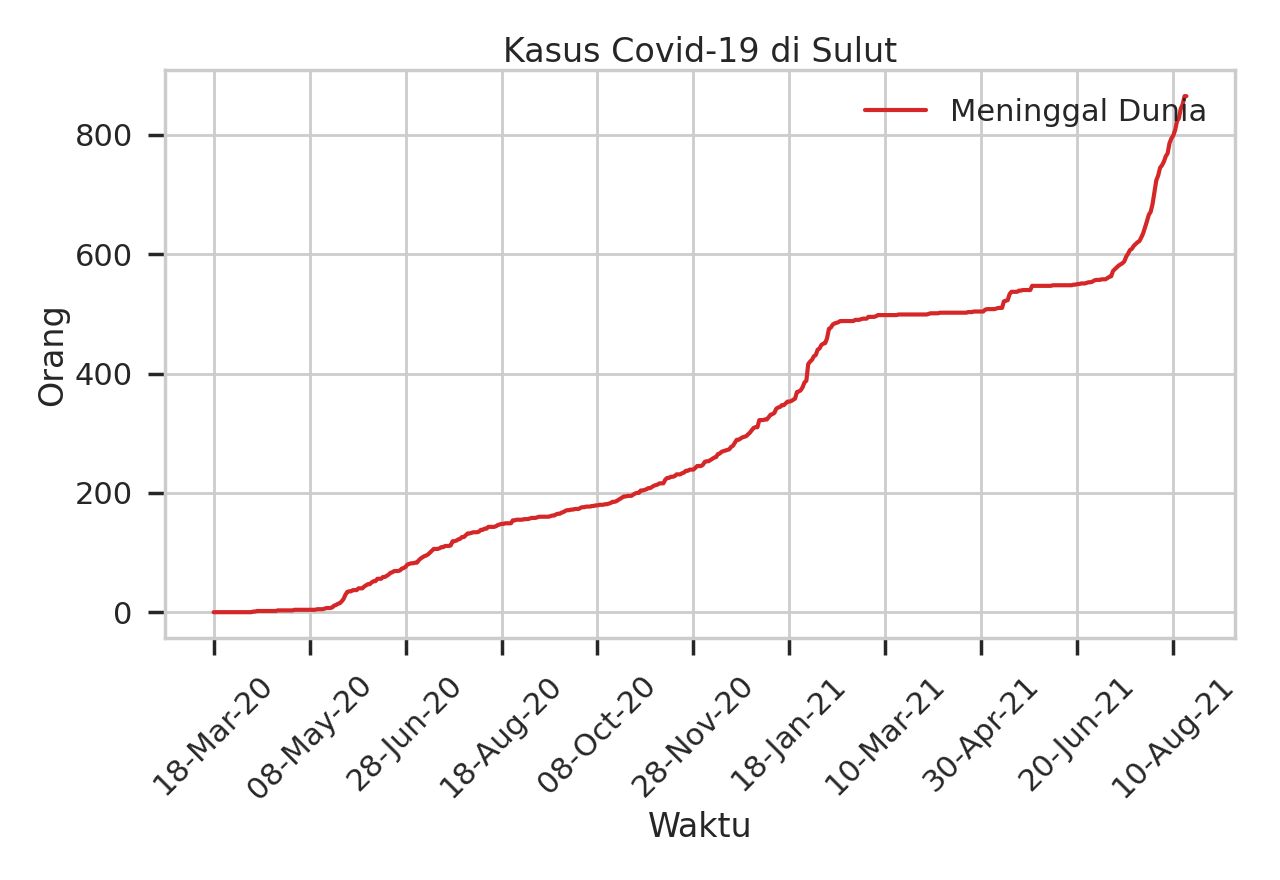 Kasus Covid-19 di Sulut
Meninggal Dunia
800
600
400
200
0
Orang
18-Mar-20
08-May-20
28-Jun-20
18-Aug-20
08-Oct-20
28-Nov-20
18-Jan-21
10-Mar-21
30-Apr-21
20-Jun-21
10-Aug-21
Waktu